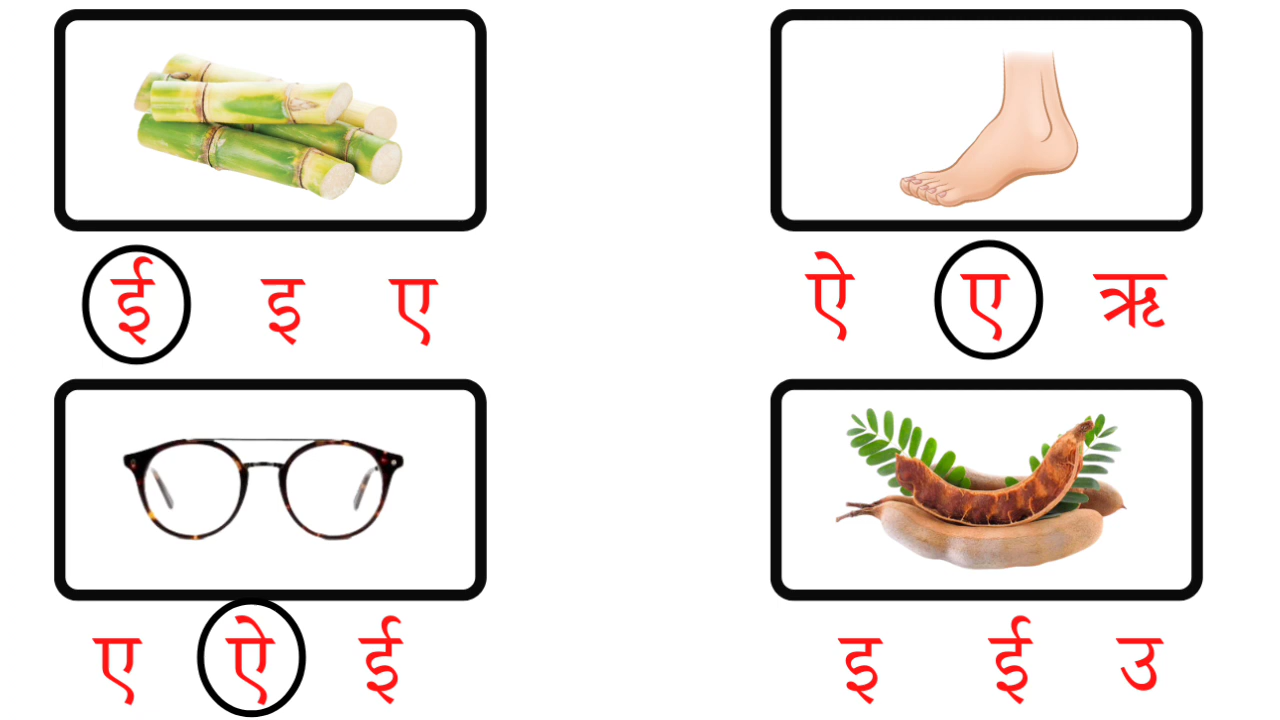 ई इ ए
ऐ ए ऋ
ए ऐ ई
इ ई उ